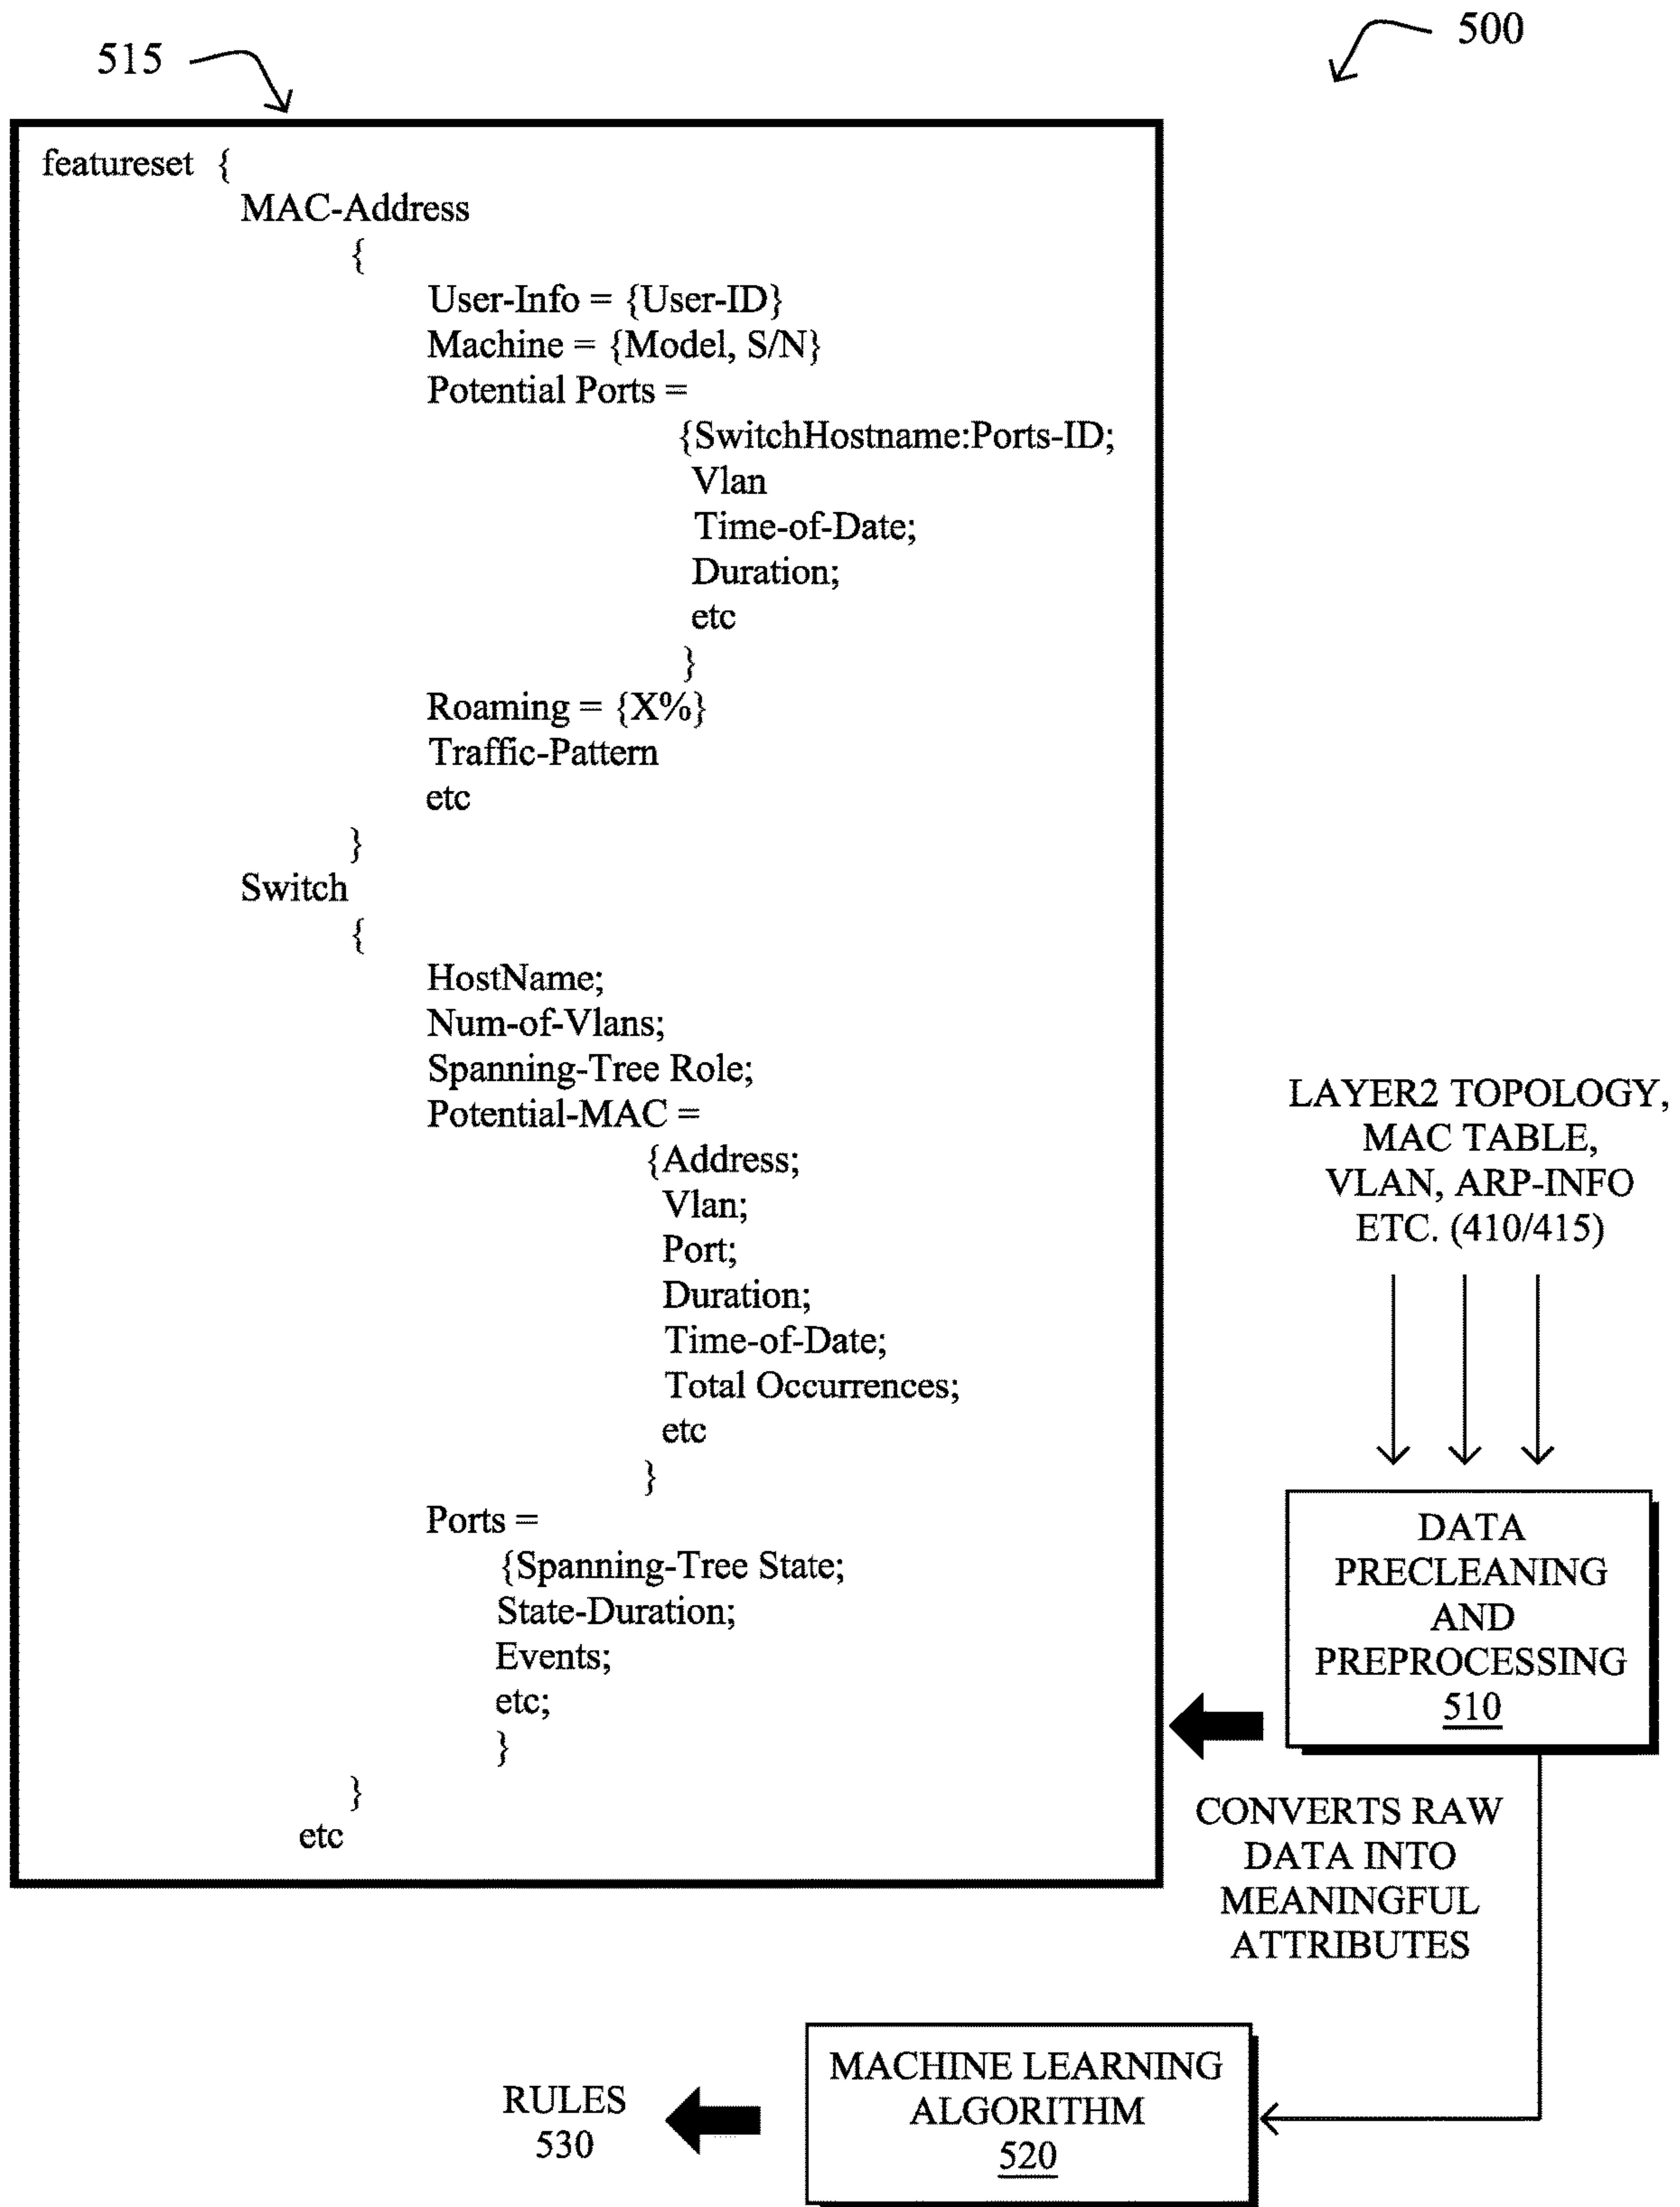 500
515
featureset {
MAC-Address
{
User-Info = {User-ID}
Machine = {Model, S/N}
Potential Ports =
{SwitchHostname:Ports-ID;
Vlan
Time-of-Date;
Duration;
etc
}
Roaming = {X%}
Traffic-Pattern
etc
}
Switch
{
HostName;
Num-of-Vlans;
Spanning-Tree Role;
Potential-MAC =
{Address;
Vlan;
Port;
Duration;
Time-of-Date;
Total Occurrences;
etc
}
Ports =
{Spanning-Tree State;
State-Duration;
Events;
etc;
}
}
etc
LAYER2 TOPOLOGY,
MAC TABLE,
VLAN, ARP-INFO
ETC. (410/415)
DATA
PRECLEANING
AND
PREPROCESSING
510
CONVERTS RAW
DATA INTO
MEANINGFUL
ATTRIBUTES
MACHINE LEARNING
ALGORITHM
520
RULES
530